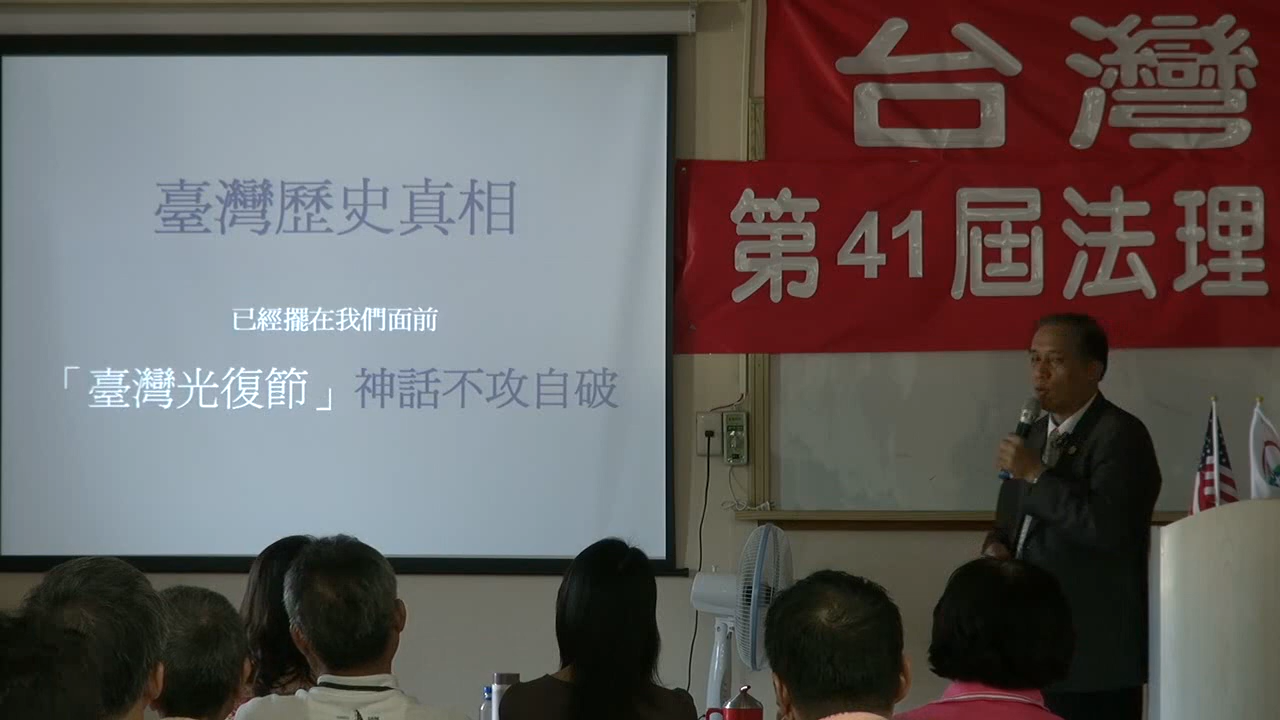 臺灣歷史真相
已經擺在我們面前
「臺灣光復節」神話不攻自破
台灣
第41屆法理